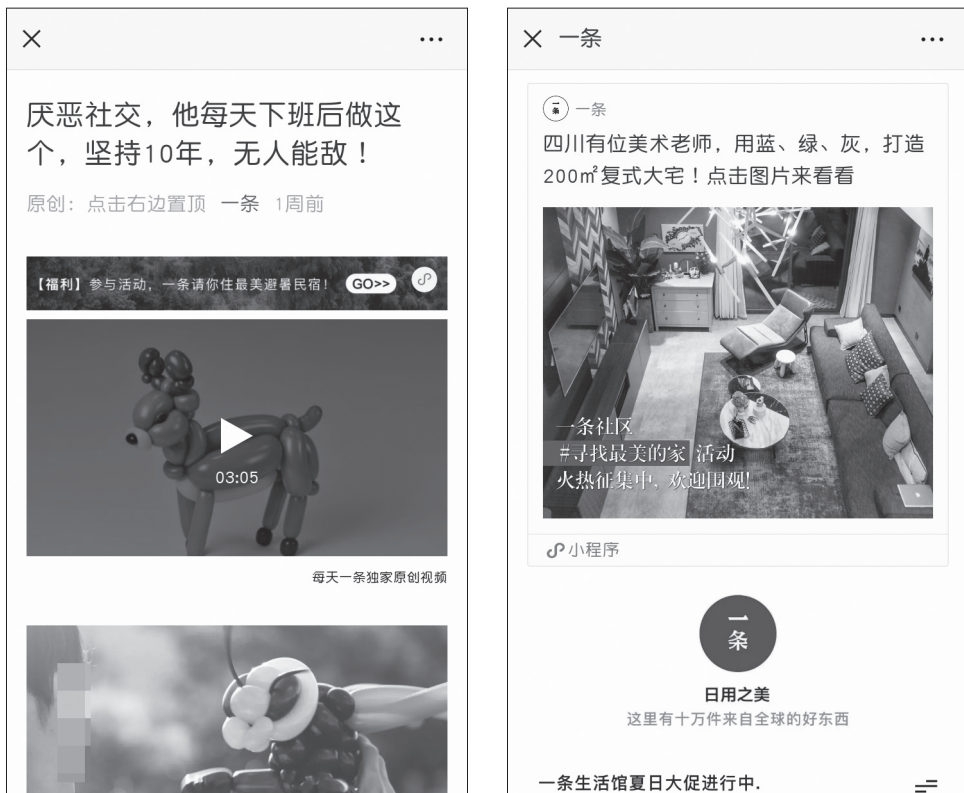 厌恶社交，他每天下班后做这
个，坚持10年，无人能敌！
原创：点击右边置顶 一条 1周前
【福利】参与活动，一条请你住最美避暑民宿！ GO>>
03:05
每天一条独家原创视频
一条
一条
一条
四川有位美术老师，用蓝、绿、灰，打造
200㎡复式大宅！点击图片来看看
一条社区
#寻找最美的家 活动
火热征集中，欢迎围观！
小程序
一条
日用之美
这里有十万件来自全球的好东西
一条生活馆夏日大促进行中.